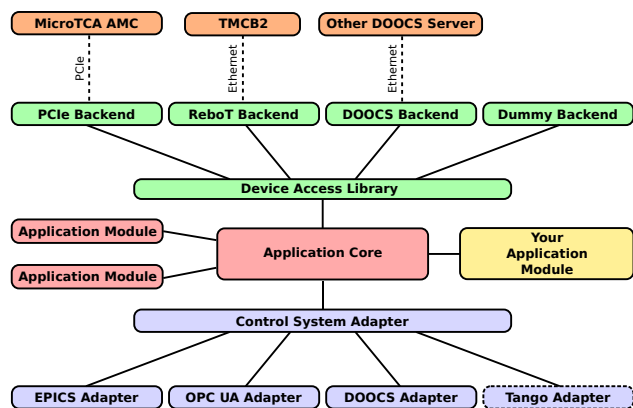 MicroTCA AMC
TMCB2
Other DOOCS Server
PCIe
Ethernet
Ethernet
PCIe Backend
ReboT Backend
DOOCS Backend
Dummy Backend
Device Access Library
Application Module
Application Module
Application Core
Your
Application
Module
Control System Adapter
EPICS Adapter
OPC UA Adapter
DOOCS Adapter
Tango Adapter